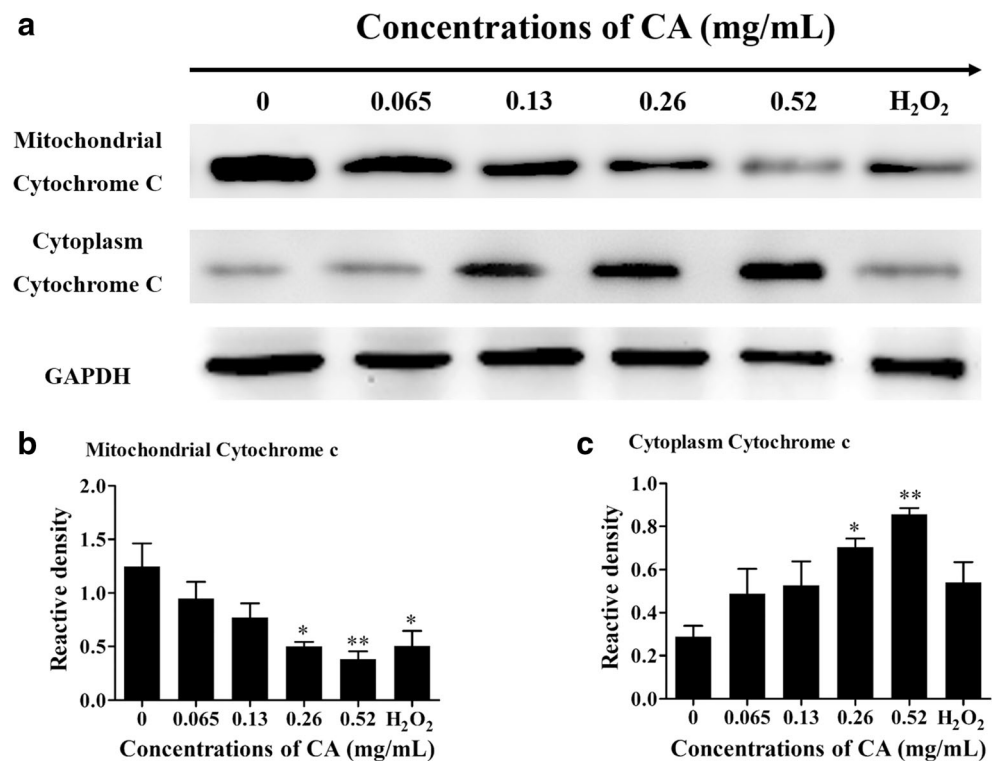 a
Concentrations of CA (mg/mL)
0 0.065 0.13 0.26 0.52 H₂O₂
Mitochondrial
Cytochrome C
Cytoplasm
Cytochrome C
GAPDH
b
Mitochondrial Cytochrome c
Reactive density
2.0
1.5
1.0
0.5
0.0
* ** *
0 0.065 0.13 0.26 0.52 H₂O₂
Concentrations of CA (mg/mL)
c
Cytoplasm Cytochrome c
Reactive density
1.0
0.8
0.6
0.4
0.2
0.0
* **
0 0.065 0.13 0.26 0.52 H₂O₂
Concentrations of CA (mg/mL)